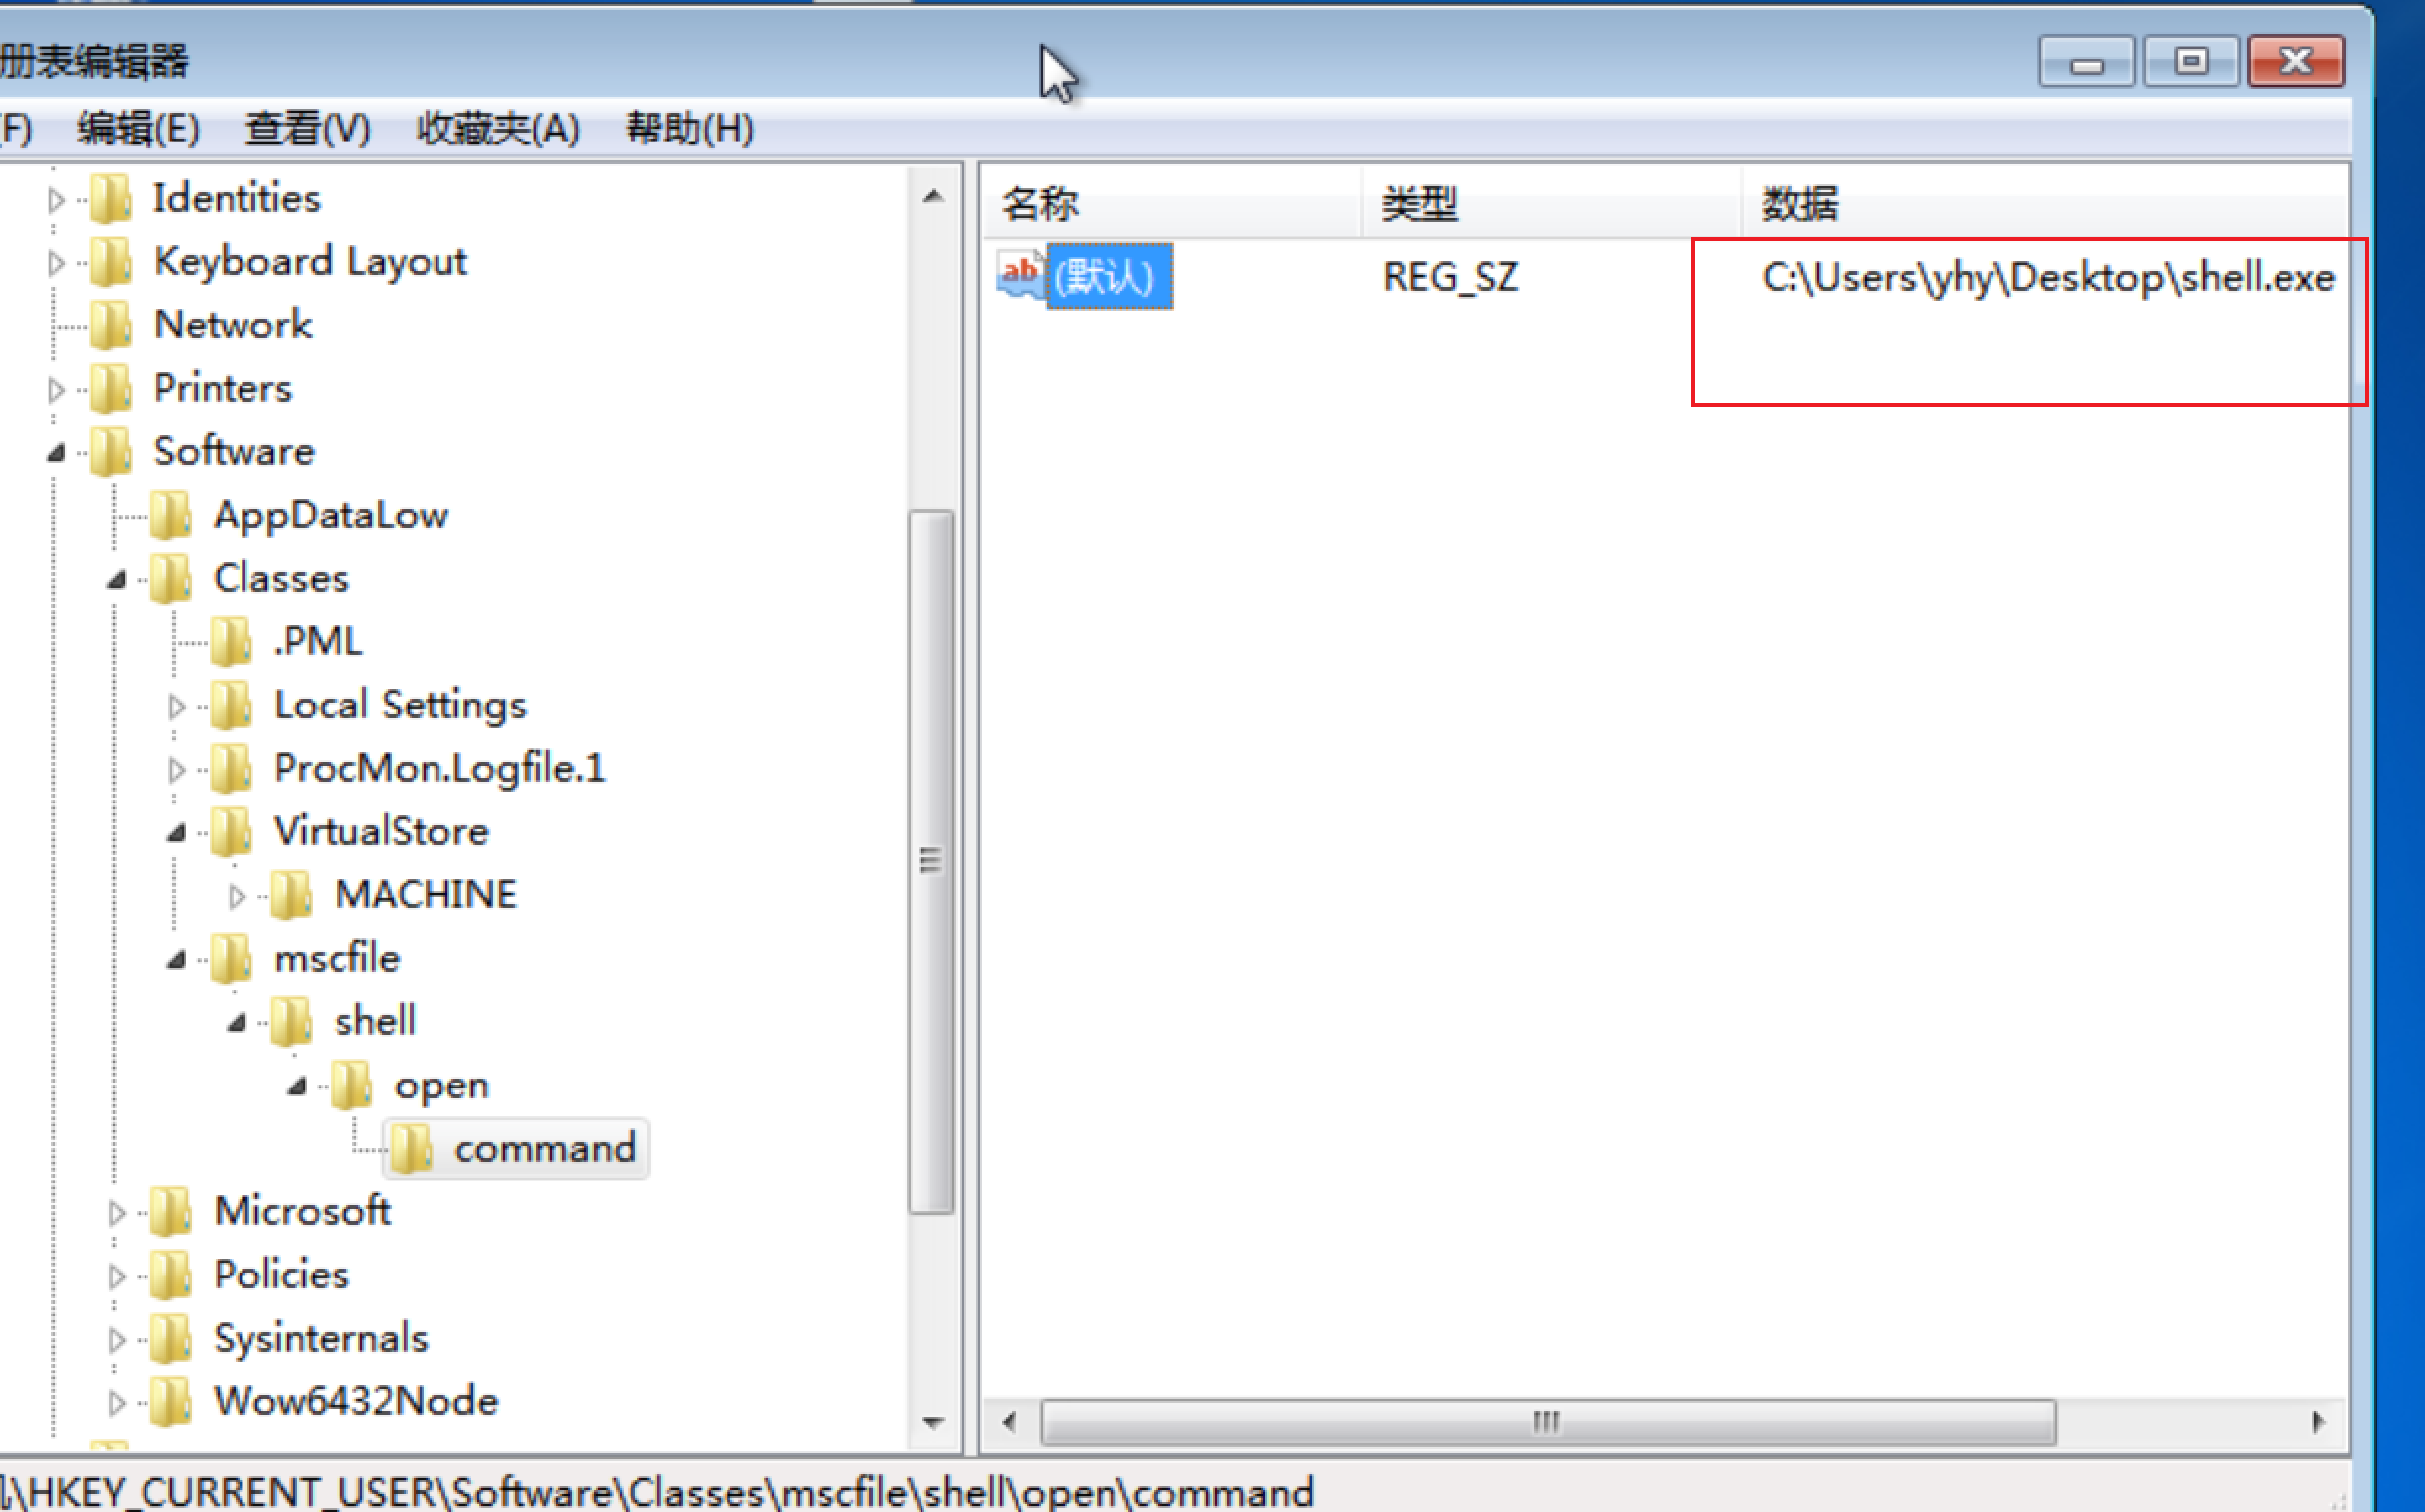 册表编辑器
(F) 编辑(E) 查看(V) 收藏夹(A) 帮助(H)
Identities
Keyboard Layout
Network
Printers
Software
AppDataLow
Classes
.PML
Local Settings
ProcMon.Logfile.1
VirtualStore
MACHINE
mscfile
shell
open
command
Microsoft
Policies
Sysinternals
Wow6432Node
名称 类型 数据
ab (默认) REG_SZ C:\Users\yhy\Desktop\shell.exe
\HKEY_CURRENT_USER\Software\Classes\mscfile\shell\open\command